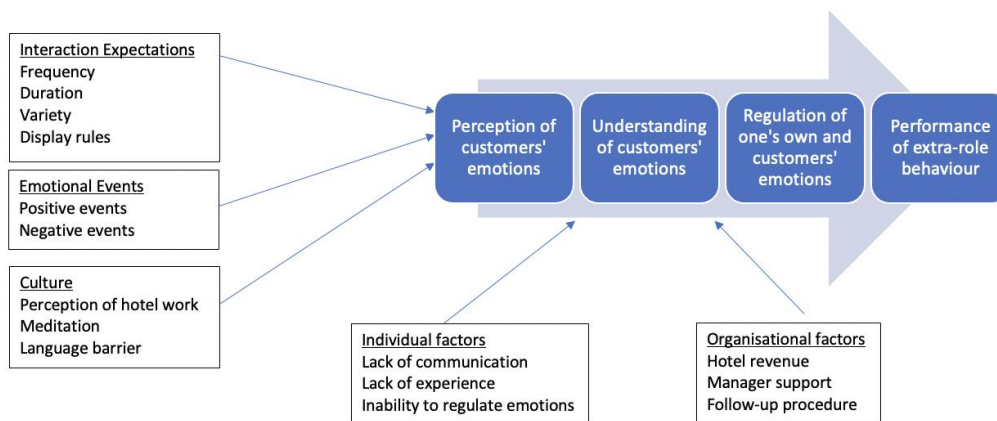 Interaction Expectations
Frequency
Duration
Variety
Display rules
Emotional Events
Positive events
Negative events
Culture
Perception of hotel work
Meditation
Language barrier
Perception of
customers'
emotions
Understanding
of customers'
emotions
Regulation of
one's own and
customers'
emotions
Performance
of extra-role
behaviour
Individual factors
Lack of communication
Lack of experience
Inability to regulate emotions
Organisational factors
Hotel revenue
Manager support
Follow-up procedure